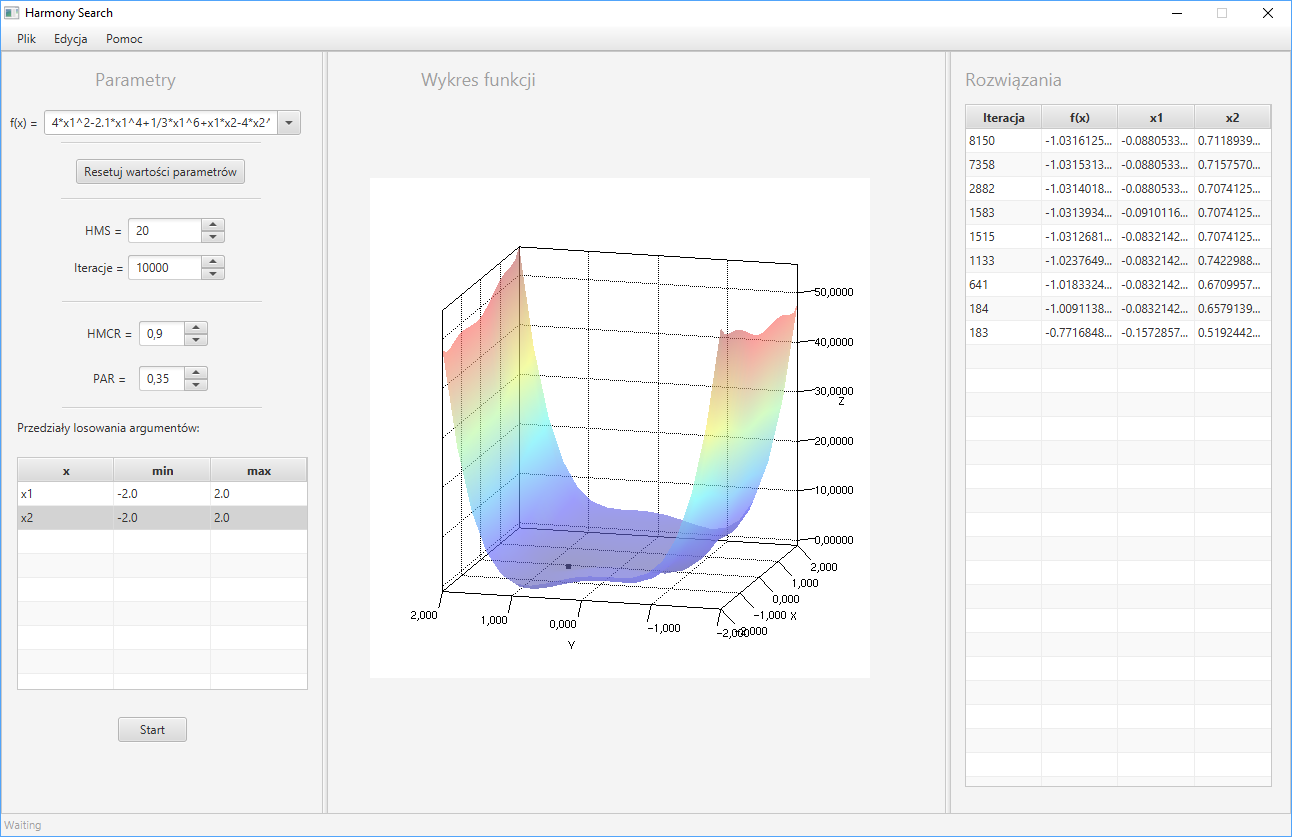 Harmony Search
Plik Edycja Pomoc
Parametry
f(x) = 4*x1^2-2.1*x1^4+1/3*x1^6+x1*x2-4*x2^
Resetuj wartości parametrów
HMS = 20
Iteracje = 10000
HMCR = 0,9
PAR = 0,35
Przedziały losowania argumentów:
x min max
x1 -2.0 2.0
x2 -2.0 2.0
Start
Wykres funkcji
50,0000
40,0000
30,0000
Z
20,0000
10,0000
0,00000
2,000
1,000
0,000
-1,000 X
-2,000
2,000
1,000
0,000
-1,000
-2,000
Y
Rozwiązania
Iteracja f(x) x1 x2
8150 -1.0316125... -0.0880533... 0.7118939...
7358 -1.0315313... -0.0880533... 0.7157570...
2882 -1.0314018... -0.0880533... 0.7074125...
1583 -1.0313934... -0.0910116... 0.7074125...
1515 -1.0312681... -0.0832142... 0.7074125...
1133 -1.0237649... -0.0832142... 0.7422988...
641 -1.0183324... -0.0832142... 0.6709957...
184 -1.0091138... -0.0832142... 0.6579139...
183 -0.7716848... -0.1572857... 0.5192442...
Waiting